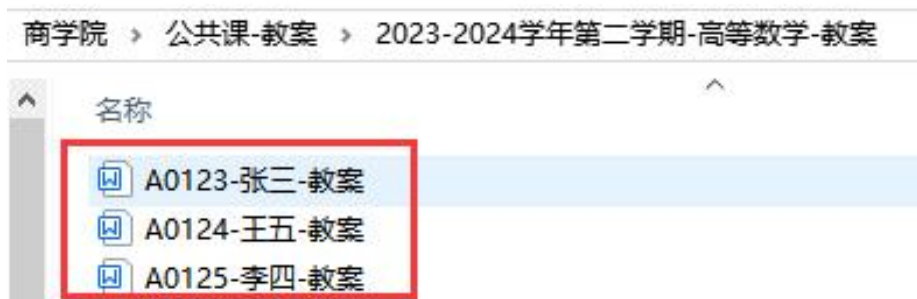 商学院 > 公共课-教案 > 2023-2024学年第二学期-高等数学-教案
名称
A0123-张三-教案
A0124-王五-教案
A0125-李四-教案